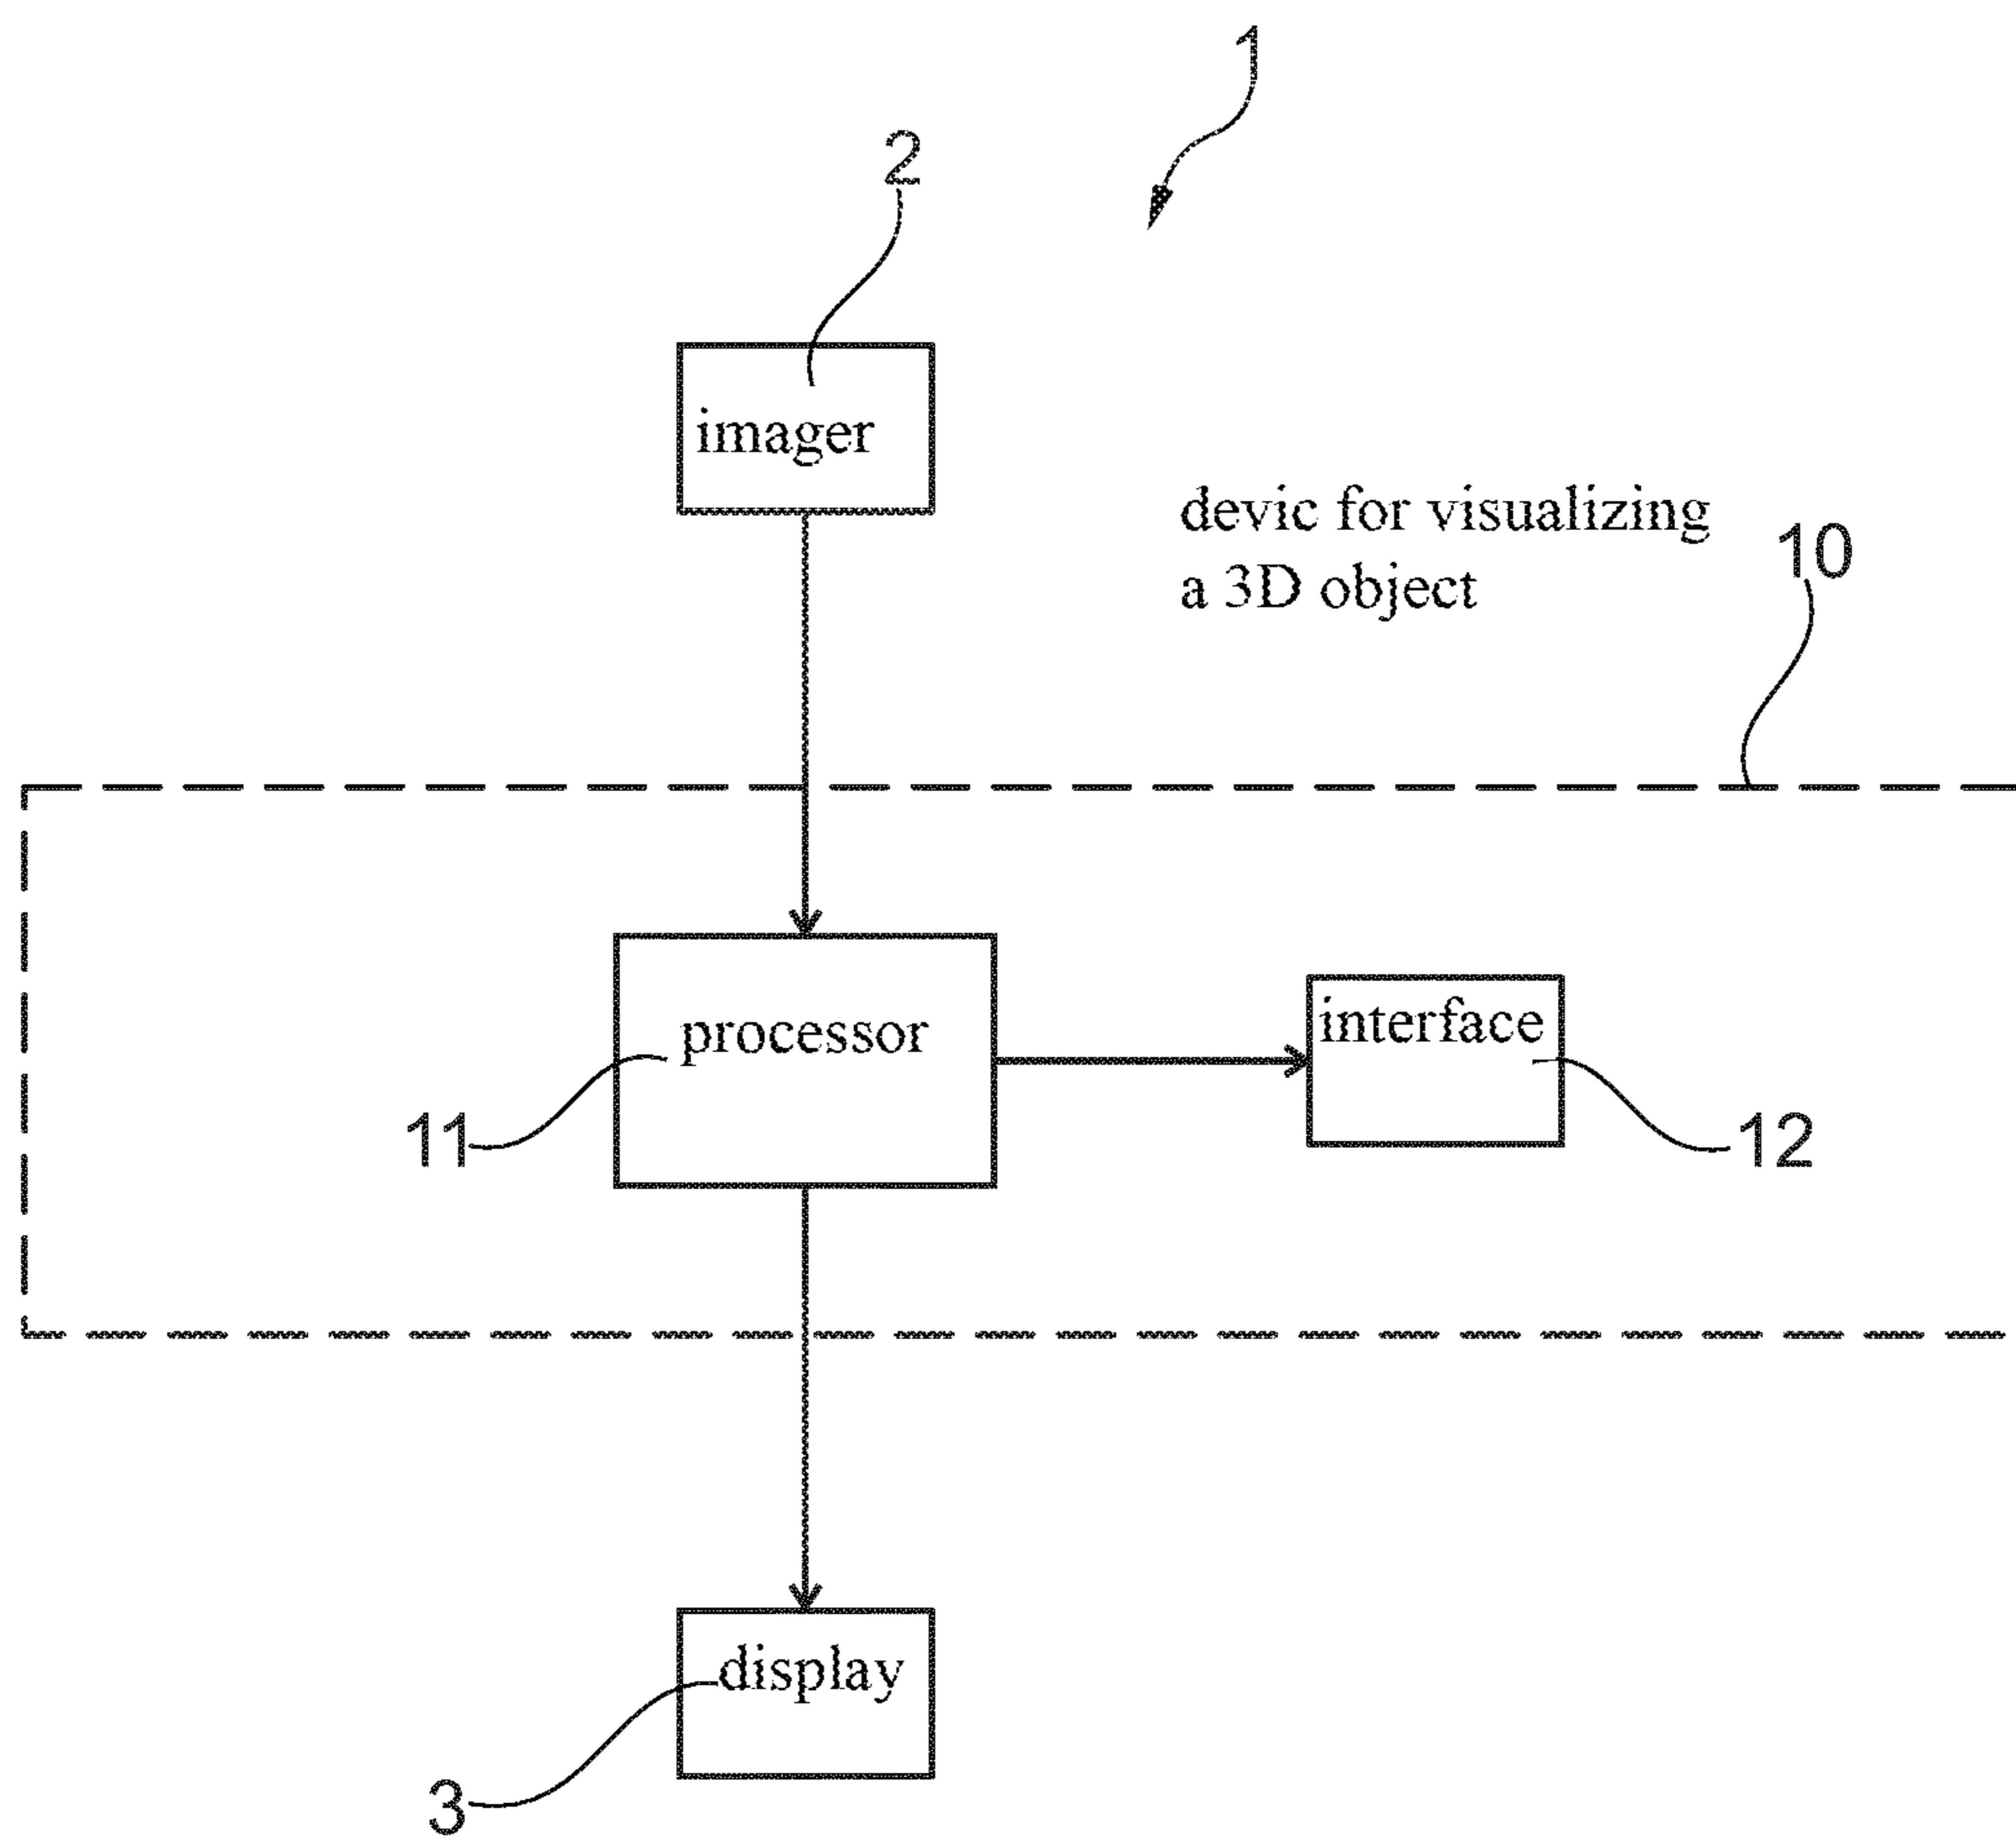 1
2
imager
devic for visualizing
a 3D object
10
processor
interface
11
12
display
3